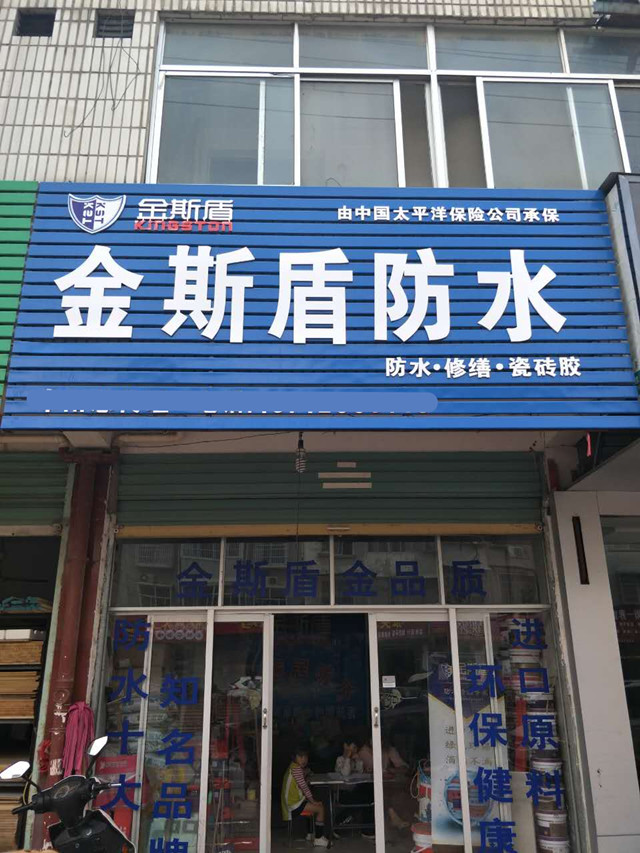 KST
金斯盾
KINGSTON
由中国太平洋保险公司承保
金斯盾防水
防水·修缮·瓷砖胶
金斯盾金品质
防水十大
知名品牌
环保健康
进口原料